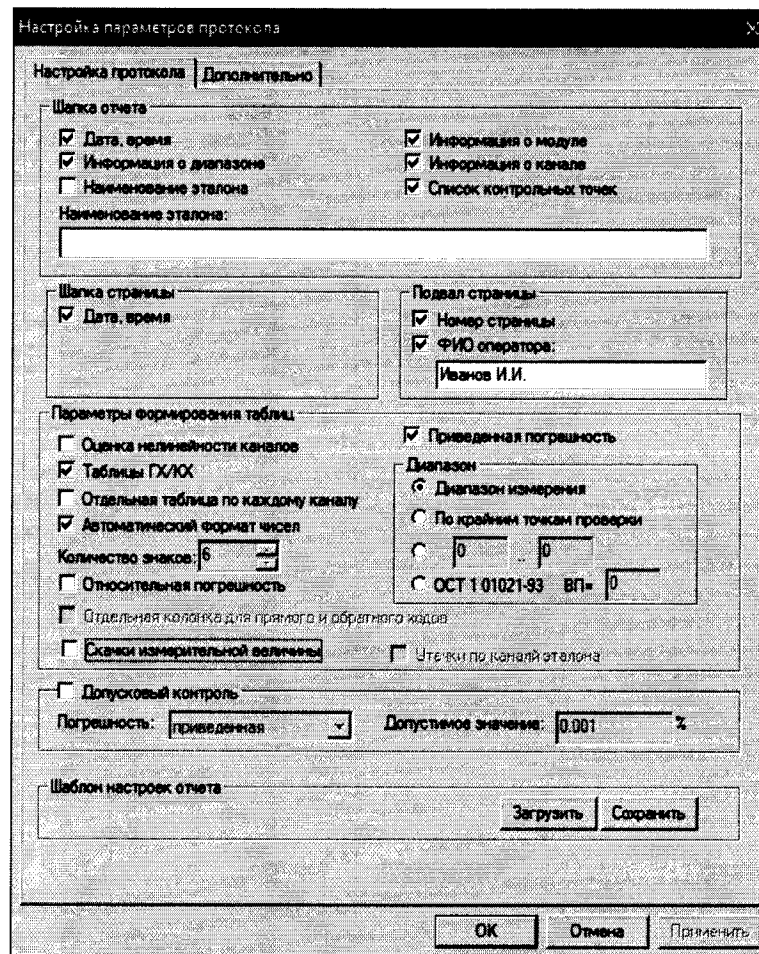 Настройка параметров протокола
Настройка протокола Дополнительно
Шапка отчета
Дата, время
Информация о модуле
Информация о диапазоне
Информация о канале
Наименование эталона
Список контрольных точек
Наименование эталона:
Шапка страницы
Подвал страницы
Дата, время
Номер страницы
ФИО оператора:
Иванов И.И.
Параметры формирования таблиц
Оценка нелинейности каналов
Приведенная погрешность
Таблицы ГХ/КХ
Диапазон
Отдельная таблица по каждому каналу
Диапазон измерения
Автоматический формат чисел
По крайним точкам проверки
Количество знаков: 6
0 .. 0
Относительная погрешность
ОСТ 1 01021-93 ВП= 0
Отдельная колонка для прямого и обратного ходов
Скачки измерительной величины
Утечки по каналй эталона
Допусковый контроль
Погрешность: приведенная Допустимое значение: 0.001 %
Шаблон настроек отчета
Загрузить Сохранить
OK Отмена Применить